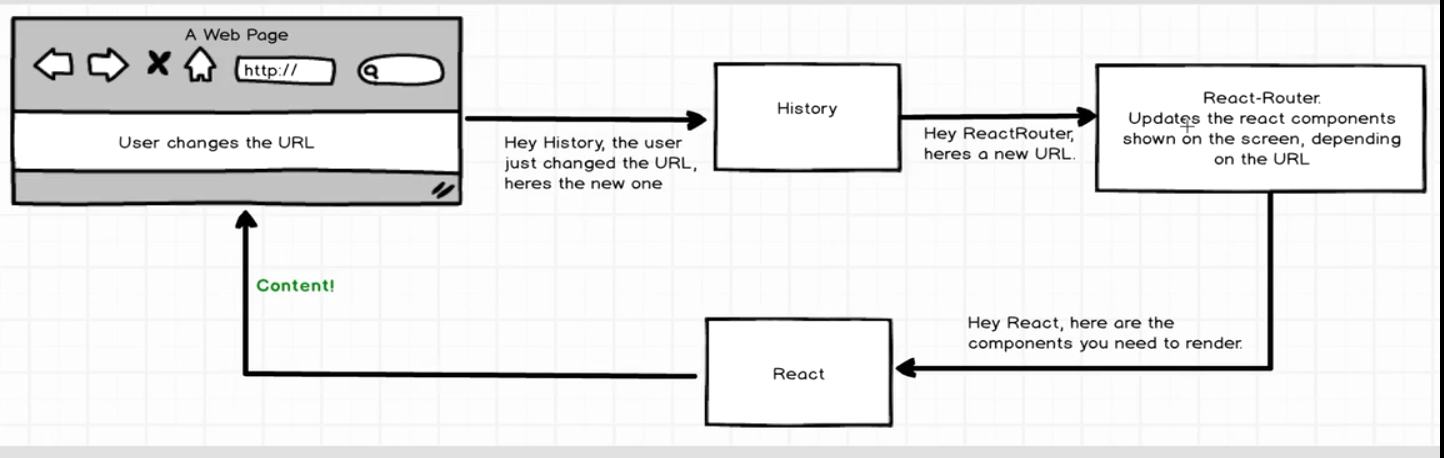 A Web Page
http://
User changes the URL
Hey History, the user
just changed the URL,
heres the new one
History
Hey ReactRouter,
heres a new URL.
React-Router.
Updates the react components
shown on the screen, depending
on the URL
Hey React, here are the
components you need to render.
React
Content!